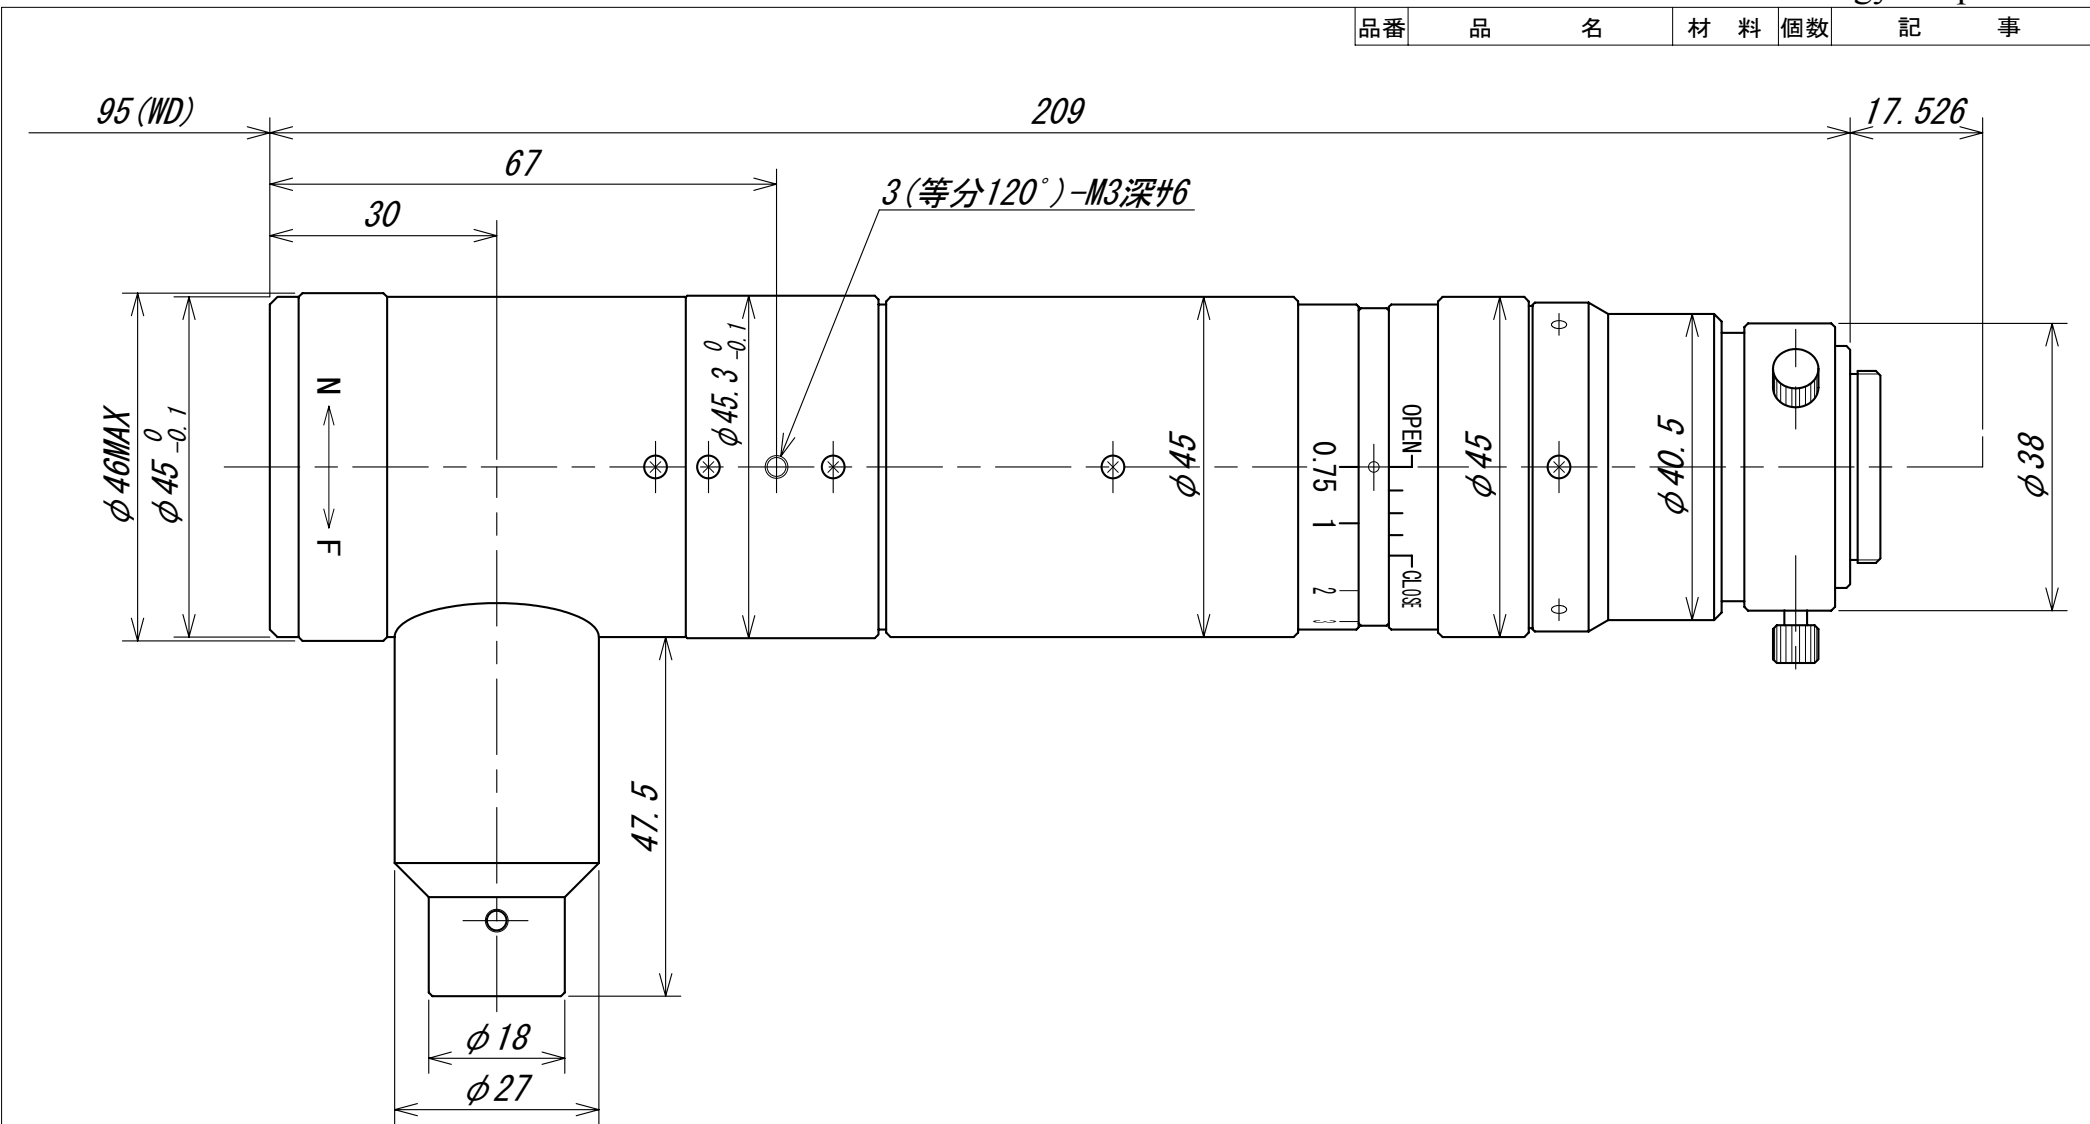 品番 品名 材料 個数 記事
95(WD) 209 17.526
67
3(等分120°)-M3深サ6
30
φ46MAX
φ45 0 -0.1
N
F
φ45.3 0 -0.1
φ45
0.75
1
2
3
OPEN
CLOSE
φ45
φ40.5
φ38
47.5
φ18
φ27